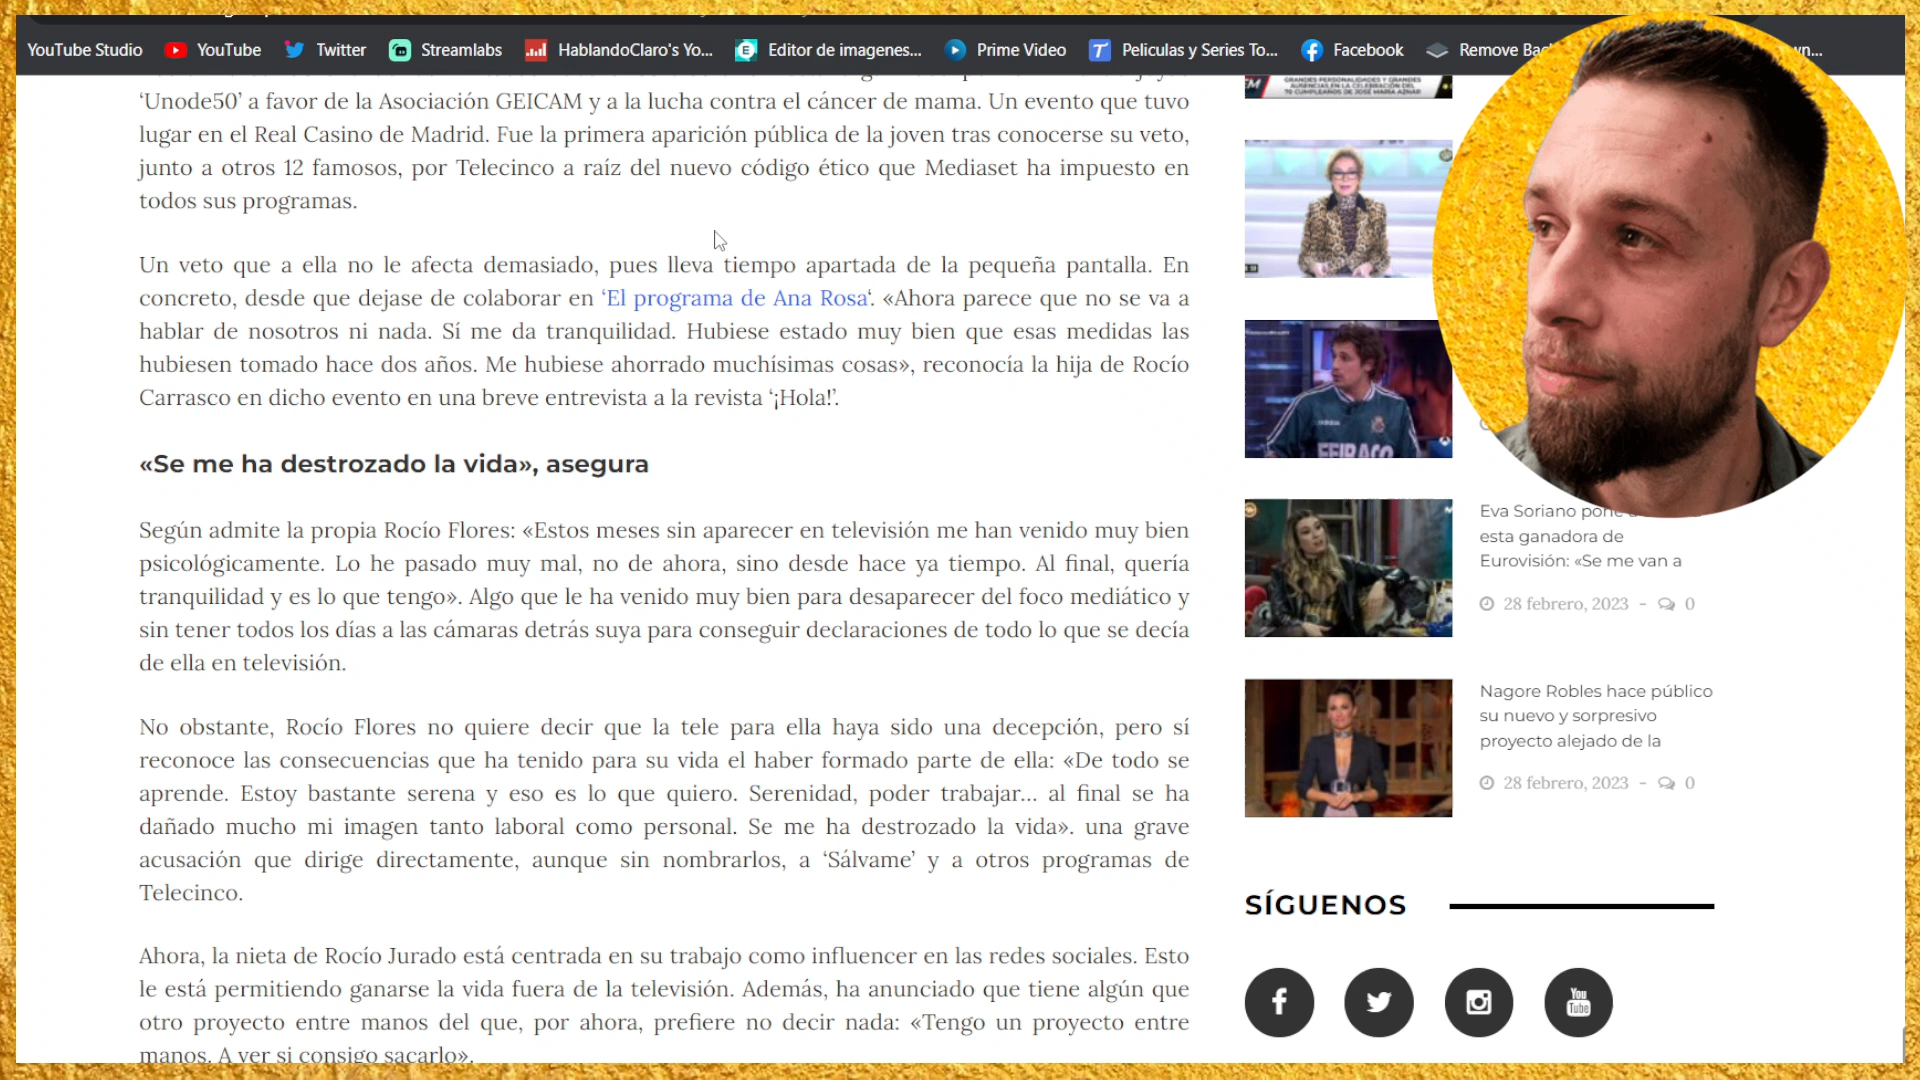 YouTube Studio YouTube Twitter Streamlabs HablandoClaro's Yo... Editor de imagenes... Prime Video Peliculas y Series To... Facebook Remove
‘Unode50’ a favor de la Asociación GEICAM y a la lucha contra el cáncer de mama. Un evento que tuvo
lugar en el Real Casino de Madrid. Fue la primera aparición pública de la joven tras conocerse su veto,
junto a otros 12 famosos, por Telecinco a raíz del nuevo código ético que Mediaset ha impuesto en
todos sus programas.
Un veto que a ella no le afecta demasiado, pues lleva tiempo apartada de la pequeña pantalla. En
concreto, desde que dejase de colaborar en ‘El programa de Ana Rosa‘. «Ahora parece que no se va a
hablar de nosotros ni nada. Sí me da tranquilidad. Hubiese estado muy bien que esas medidas las
hubiesen tomado hace dos años. Me hubiese ahorrado muchísimas cosas», reconocía la hija de Rocío
Carrasco en dicho evento en una breve entrevista a la revista ‘¡Hola!’.
«Se me ha destrozado la vida», asegura
Según admite la propia Rocío Flores: «Estos meses sin aparecer en televisión me han venido muy bien
psicológicamente. Lo he pasado muy mal, no de ahora, sino desde hace ya tiempo. Al final, quería
tranquilidad y es lo que tengo». Algo que le ha venido muy bien para desaparecer del foco mediático y
sin tener todos los días a las cámaras detrás suya para conseguir declaraciones de todo lo que se decía
de ella en televisión.
No obstante, Rocío Flores no quiere decir que la tele para ella haya sido una decepción, pero sí
reconoce las consecuencias que ha tenido para su vida el haber formado parte de ella: «De todo se
aprende. Estoy bastante serena y eso es lo que quiero. Serenidad, poder trabajar… al final se ha
dañado mucho mi imagen tanto laboral como personal. Se me ha destrozado la vida». una grave
acusación que dirige directamente, aunque sin nombrarlos, a ‘Sálvame’ y a otros programas de
Telecinco.
Ahora, la nieta de Rocío Jurado está centrada en su trabajo como influencer en las redes sociales. Esto
le está permitiendo ganarse la vida fuera de la televisión. Además, ha anunciado que tiene algún que
otro proyecto entre manos del que, por ahora, prefiere no decir nada: «Tengo un proyecto entre
manos. A ver si consigo sacarlo».
GRANDES PERSONALIDADES Y GRANDES
AUSENCIAS EN LA CELEBRACIÓN DEL
70 CUMPLEAÑOS DE JOSÉ MARÍA AZNAR
adidas
FEIRACO
Eva Soriano
esta ganadora de
Eurovisión: «Se me van a
28 febrero, 2023 - 0
Nagore Robles hace público
su nuevo y sorpresivo
proyecto alejado de la
28 febrero, 2023 - 0
SÍGUENOS
You
Tube